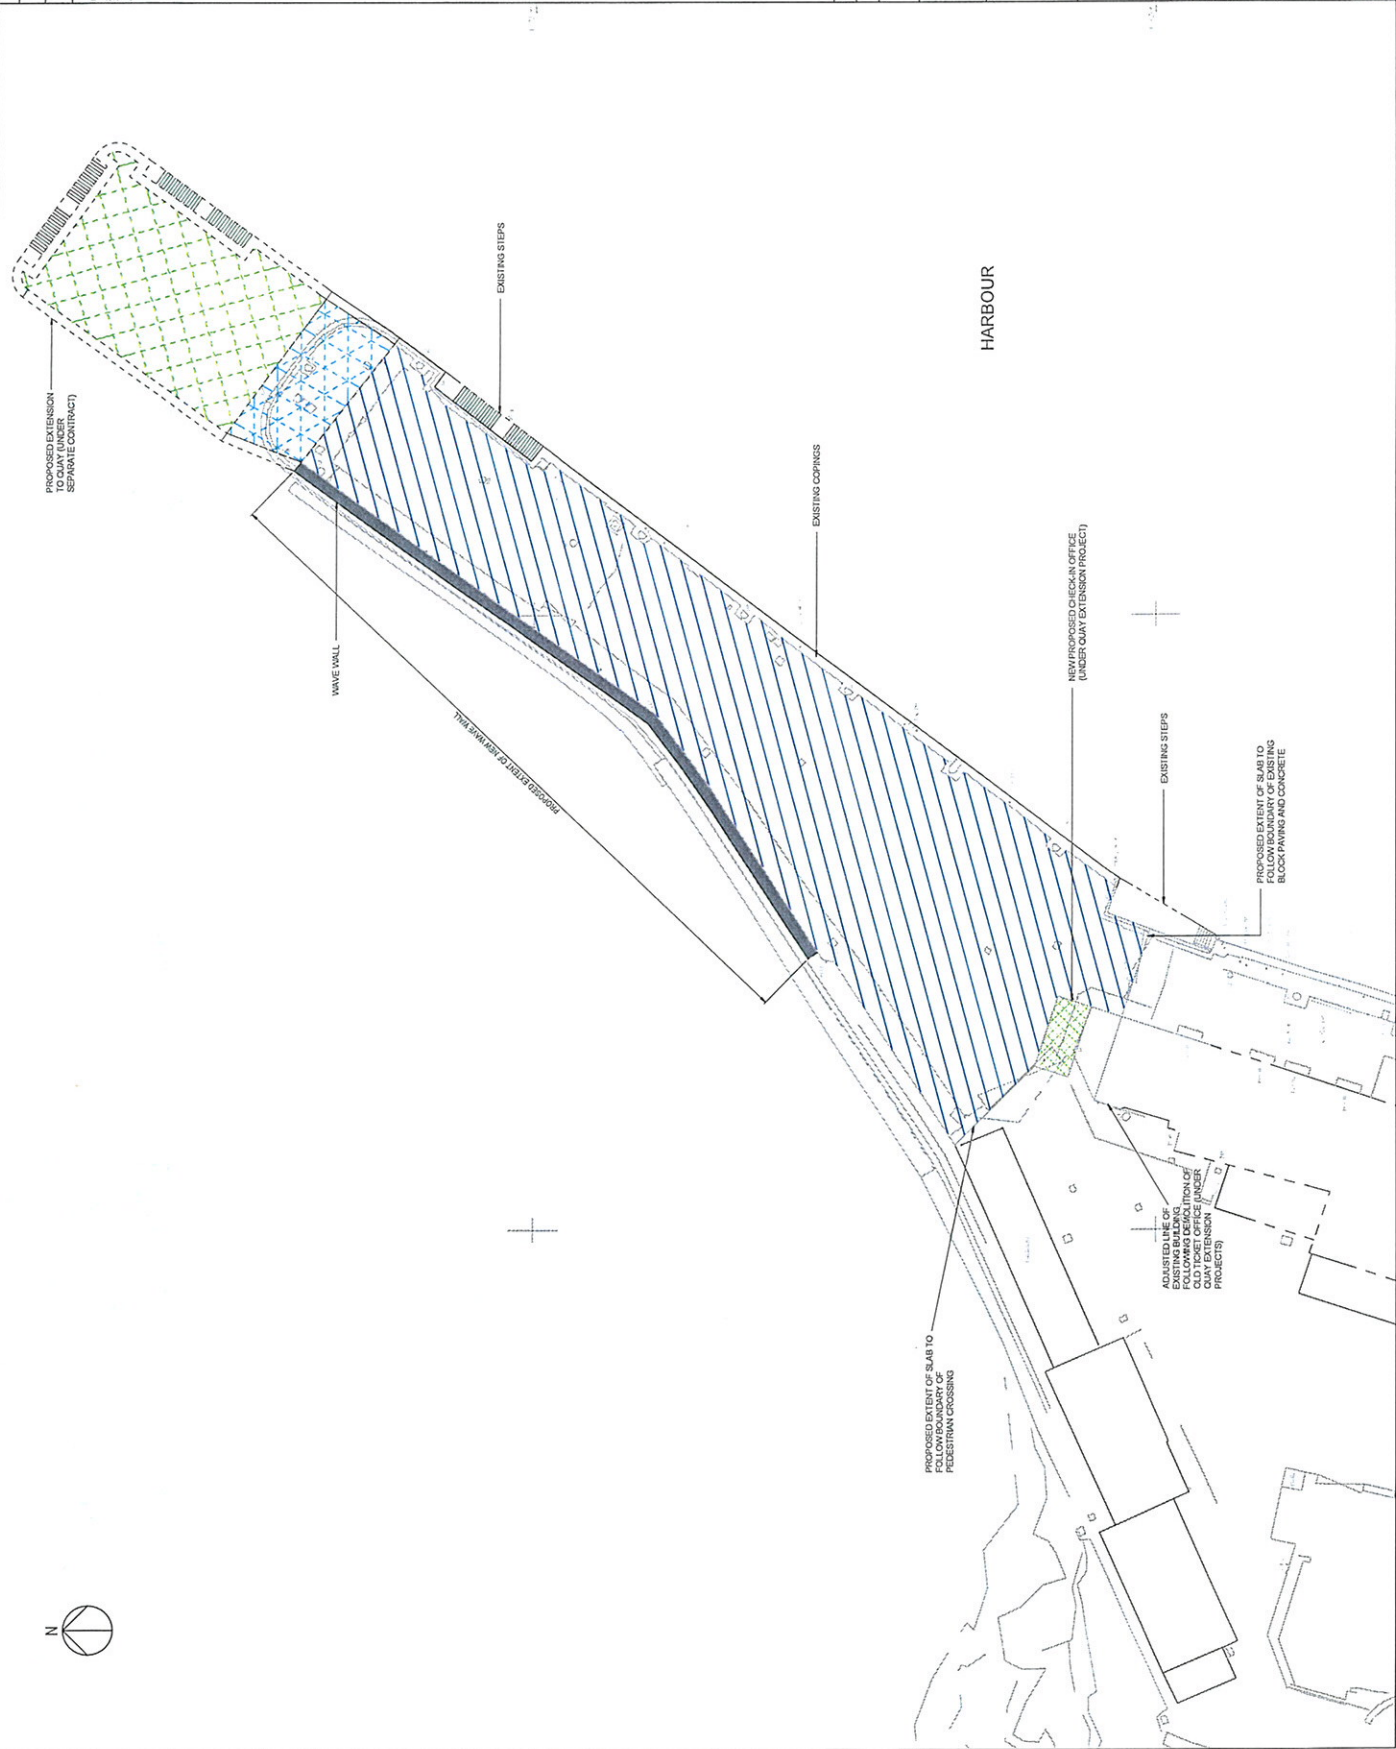 N
PROPOSED EXTENSION
TO QUAY (UNDER
SEPARATE CONTRACT)
EXISTING STEPS
WAVE WALL
PROPOSED EXTENT OF NEW WAVE WALL
EXISTING COPINGS
HARBOUR
NEW PROPOSED CHECK-IN OFFICE
(UNDER QUAY EXTENSION PROJECT)
EXISTING STEPS
PROPOSED EXTENT OF SLAB TO
FOLLOW BOUNDARY OF EXISTING
BLOCK PAVING AND CONCRETE
PROPOSED EXTENT OF SLAB TO
FOLLOW BOUNDARY OF
PEDESTRIAN CROSSING
ADJUSTED LINE OF
EXISTING BUILDING
FOLLOWING DEMOLITION OF
OLD TICKET OFFICE (UNDER
QUAY EXTENSION
PROJECTS)